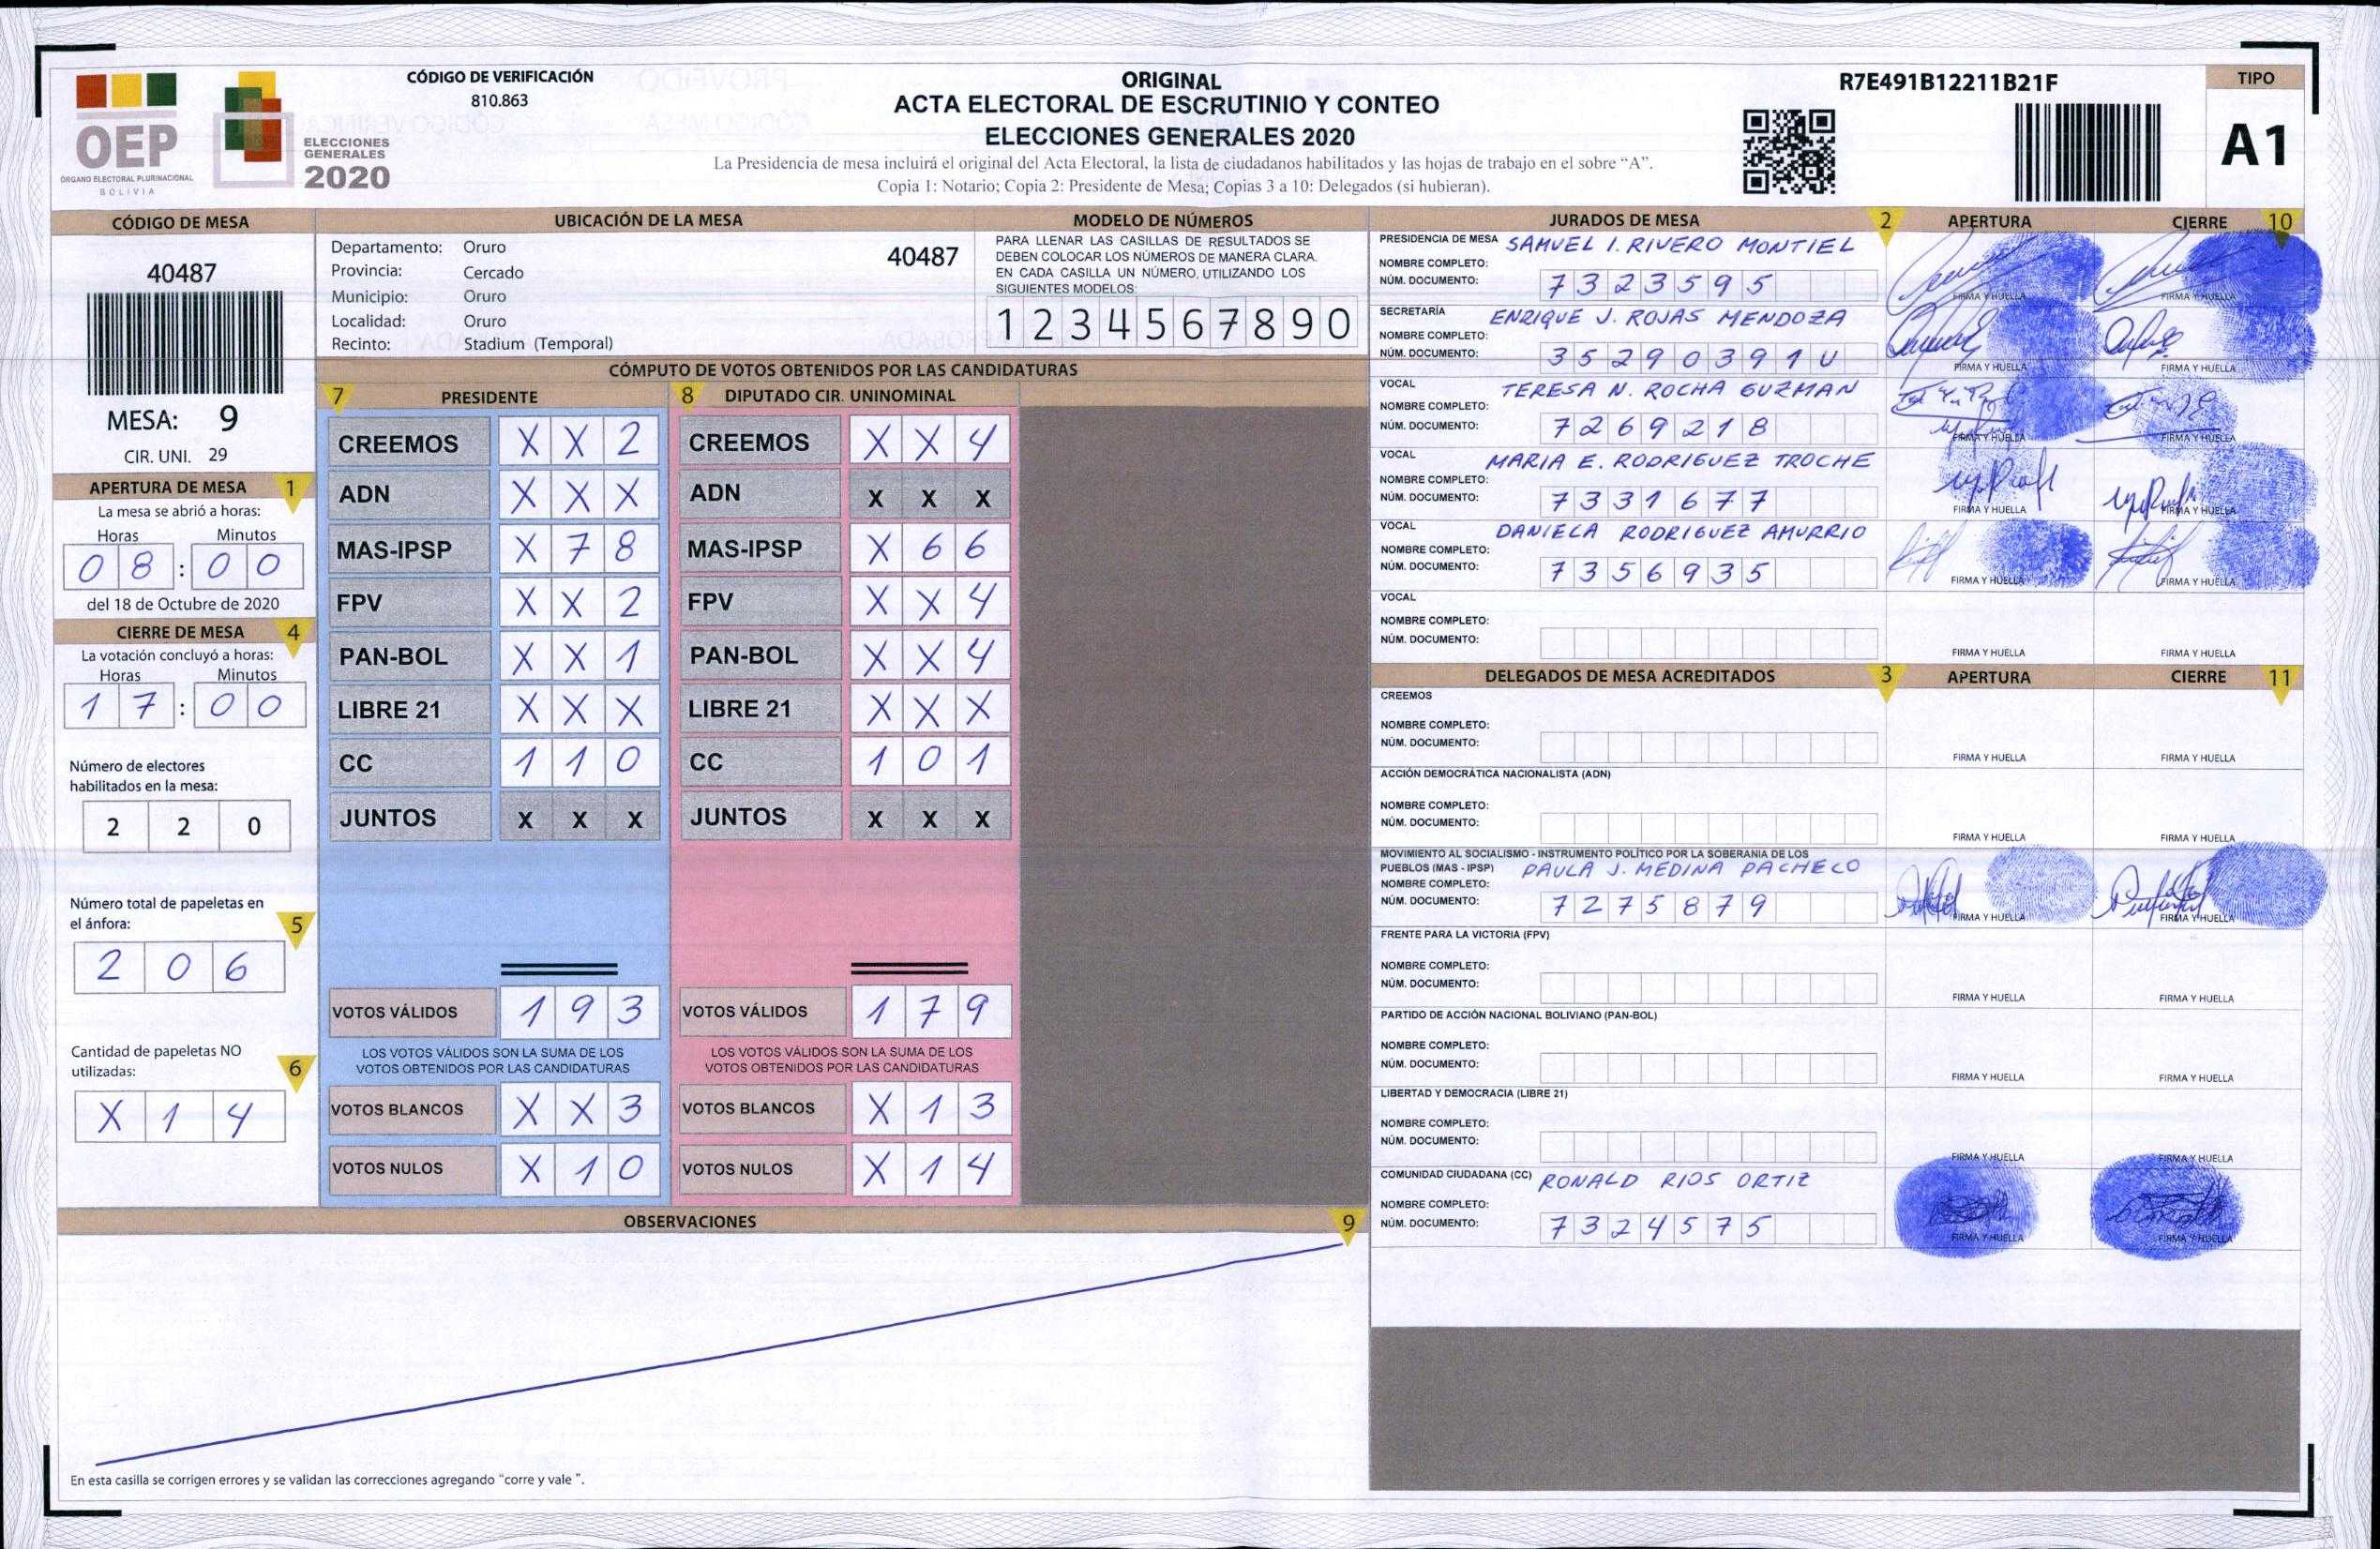 CÓDIGO DE VERIFICACIÓN
810.863
OEP
ÓRGANO ELECTORAL PLURINACIONAL
BOLIVIA
ELECCIONES
GENERALES
2020
ORIGINAL
ACTA ELECTORAL DE ESCRUTINIO Y CONTEO
ELECCIONES GENERALES 2020
La Presidencia de mesa incluirá el original del Acta Electoral, la lista de ciudadanos habilitados y las hojas de trabajo en el sobre “A”.
Copia 1: Notario; Copia 2: Presidente de Mesa; Copias 3 a 10: Delegados (si hubieran).
R7E491B12211B21F
TIPO
A1
CÓDIGO DE MESA
40487
MESA: 9
CIR. UNI. 29
APERTURA DE MESA 1
La mesa se abrió a horas:
Horas Minutos
08 : 00
del 18 de Octubre de 2020
CIERRE DE MESA 4
La votación concluyó a horas:
Horas Minutos
17 : 00
Número de electores
habilitados en la mesa:
2 2 0
Número total de papeletas en
el ánfora: 5
2 0 6
Cantidad de papeletas NO
utilizadas: 6
X 1 4
UBICACIÓN DE LA MESA
Departamento: Oruro 40487
Provincia: Cercado
Municipio: Oruro
Localidad: Oruro
Recinto: Stadium (Temporal)
MODELO DE NÚMEROS
PARA LLENAR LAS CASILLAS DE RESULTADOS SE
DEBEN COLOCAR LOS NÚMEROS DE MANERA CLARA.
EN CADA CASILLA UN NÚMERO, UTILIZANDO LOS
SIGUIENTES MODELOS:
1 2 3 4 5 6 7 8 9 0
CÓMPUTO DE VOTOS OBTENIDOS POR LAS CANDIDATURAS
7 PRESIDENTE
CREEMOS X X 2
ADN X X X
MAS-IPSP X 7 8
FPV X X 2
PAN-BOL X X 1
LIBRE 21 X X X
CC 1 1 0
JUNTOS X X X
VOTOS VÁLIDOS 1 9 3
LOS VOTOS VÁLIDOS SON LA SUMA DE LOS
VOTOS OBTENIDOS POR LAS CANDIDATURAS
VOTOS BLANCOS X X 3
VOTOS NULOS X 1 0
8 DIPUTADO CIR. UNINOMINAL
CREEMOS X X 4
ADN X X X
MAS-IPSP X 6 6
FPV X X 4
PAN-BOL X X 4
LIBRE 21 X X X
CC 1 0 1
JUNTOS X X X
VOTOS VÁLIDOS 1 7 9
LOS VOTOS VÁLIDOS SON LA SUMA DE LOS
VOTOS OBTENIDOS POR LAS CANDIDATURAS
VOTOS BLANCOS X 1 3
VOTOS NULOS X 1 4
OBSERVACIONES 9
En esta casilla se corrigen errores y se validan las correcciones agregando “corre y vale ”.
JURADOS DE MESA 2 APERTURA CIERRE 10
PRESIDENCIA DE MESA SAMUEL I. RIVERO MONTIEL
NOMBRE COMPLETO:
NÚM. DOCUMENTO: 7323595
FIRMA Y HUELLA FIRMA Y HUELLA
SECRETARÍA ENRIQUE J. ROJAS MENDOZA
NOMBRE COMPLETO:
NÚM. DOCUMENTO: 352903910
FIRMA Y HUELLA FIRMA Y HUELLA
VOCAL TERESA N. ROCHA GUZMAN
NOMBRE COMPLETO:
NÚM. DOCUMENTO: 7269218
FIRMA Y HUELLA FIRMA Y HUELLA
VOCAL MARIA E. RODRIGUEZ TROCHE
NOMBRE COMPLETO:
NÚM. DOCUMENTO: 7331677
FIRMA Y HUELLA FIRMA Y HUELLA
VOCAL DANIELA RODRIGUEZ AMURRIO
NOMBRE COMPLETO:
NÚM. DOCUMENTO: 7356935
FIRMA Y HUELLA FIRMA Y HUELLA
VOCAL
NOMBRE COMPLETO:
NÚM. DOCUMENTO:
FIRMA Y HUELLA FIRMA Y HUELLA
DELEGADOS DE MESA ACREDITADOS 3 APERTURA CIERRE 11
CREEMOS
NOMBRE COMPLETO:
NÚM. DOCUMENTO:
FIRMA Y HUELLA FIRMA Y HUELLA
ACCIÓN DEMOCRÁTICA NACIONALISTA (ADN)
NOMBRE COMPLETO:
NÚM. DOCUMENTO:
FIRMA Y HUELLA FIRMA Y HUELLA
MOVIMIENTO AL SOCIALISMO - INSTRUMENTO POLÍTICO POR LA SOBERANIA DE LOS
PUEBLOS (MAS - IPSP) PAULA J. MEDINA PACHECO
NOMBRE COMPLETO:
NÚM. DOCUMENTO: 7275879
FIRMA Y HUELLA FIRMA Y HUELLA
FRENTE PARA LA VICTORIA (FPV)
NOMBRE COMPLETO:
NÚM. DOCUMENTO:
FIRMA Y HUELLA FIRMA Y HUELLA
PARTIDO DE ACCIÓN NACIONAL BOLIVIANO (PAN-BOL)
NOMBRE COMPLETO:
NÚM. DOCUMENTO:
FIRMA Y HUELLA FIRMA Y HUELLA
LIBERTAD Y DEMOCRACIA (LIBRE 21)
NOMBRE COMPLETO:
NÚM. DOCUMENTO:
FIRMA Y HUELLA FIRMA Y HUELLA
COMUNIDAD CIUDADANA (CC) RONALD RIOS ORTIZ
NOMBRE COMPLETO:
NÚM. DOCUMENTO: 7324575
FIRMA Y HUELLA FIRMA Y HUELLA